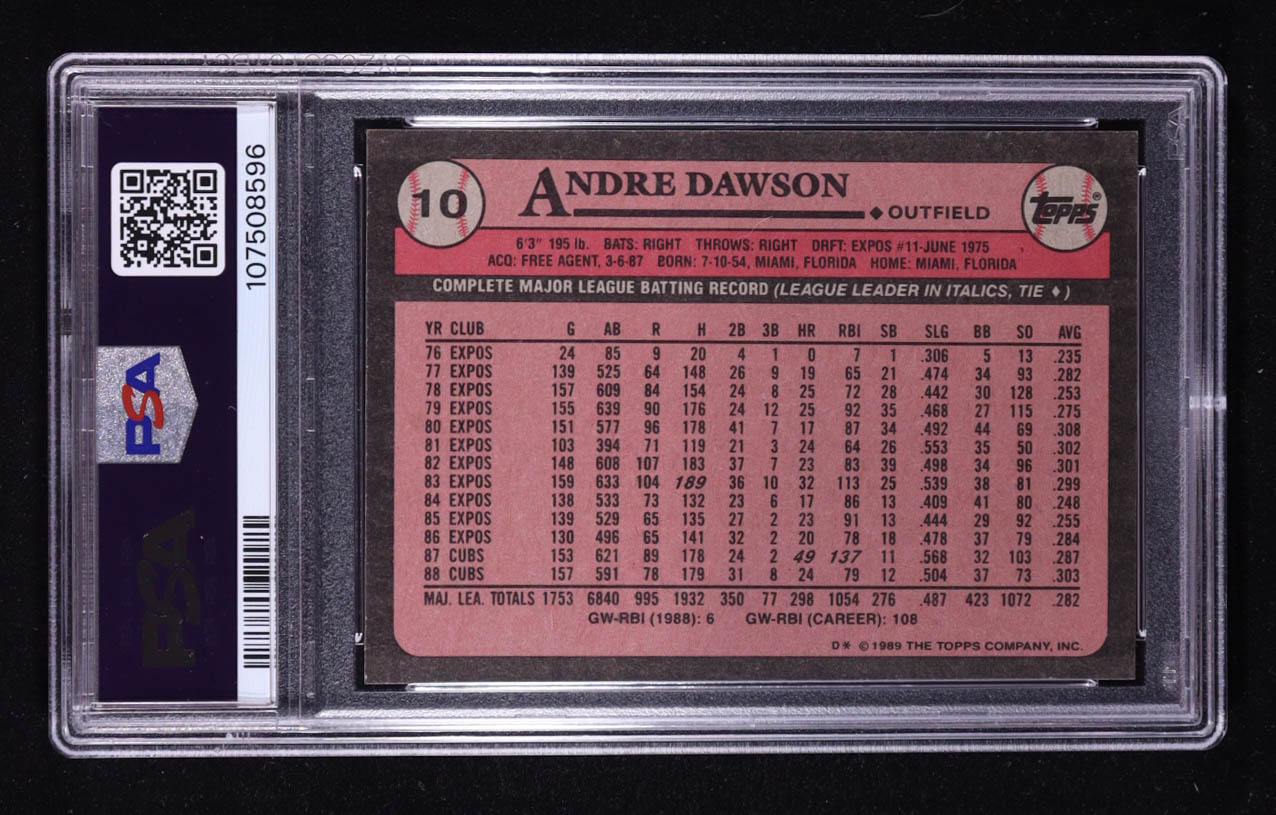 107508596
PSA
PSA
10
ANDRE DAWSON
◆ OUTFIELD
Topps®
6'3" 195 lb. BATS: RIGHT THROWS: RIGHT DRFT: EXPOS #11-JUNE 1975
ACQ: FREE AGENT, 3-6-87 BORN: 7-10-54, MIAMI, FLORIDA HOME: MIAMI, FLORIDA
COMPLETE MAJOR LEAGUE BATTING RECORD (LEAGUE LEADER IN ITALICS, TIE ♦)
YR CLUB G AB R H 2B 3B HR RBI SB SLG BB SO AVG
76 EXPOS 24 85 9 20 4 1 0 7 1 .306 5 13 .235
77 EXPOS 139 525 64 148 26 9 19 65 21 .474 34 93 .282
78 EXPOS 157 609 84 154 24 8 25 72 28 .442 30 128 .253
79 EXPOS 155 639 90 176 24 12 25 92 35 .468 27 115 .275
80 EXPOS 151 577 96 178 41 7 17 87 34 .492 44 69 .308
81 EXPOS 103 394 71 119 21 3 24 64 26 .553 35 50 .302
82 EXPOS 148 608 107 183 37 7 23 83 39 .498 34 96 .301
83 EXPOS 159 633 104 189 36 10 32 113 25 .539 38 81 .299
84 EXPOS 138 533 73 132 23 6 17 86 13 .409 41 80 .248
85 EXPOS 139 529 65 135 27 2 23 91 13 .444 29 92 .255
86 EXPOS 130 496 65 141 32 2 20 78 18 .478 37 79 .284
87 CUBS 153 621 89 178 24 2 49 137 11 .568 32 103 .287
88 CUBS 157 591 78 179 31 8 24 79 12 .504 37 73 .303
MAJ. LEA. TOTALS 1753 6840 995 1932 350 77 298 1054 276 .487 423 1072 .282
GW-RBI (1988): 6 GW-RBI (CAREER): 108
D* © 1989 THE TOPPS COMPANY, INC.